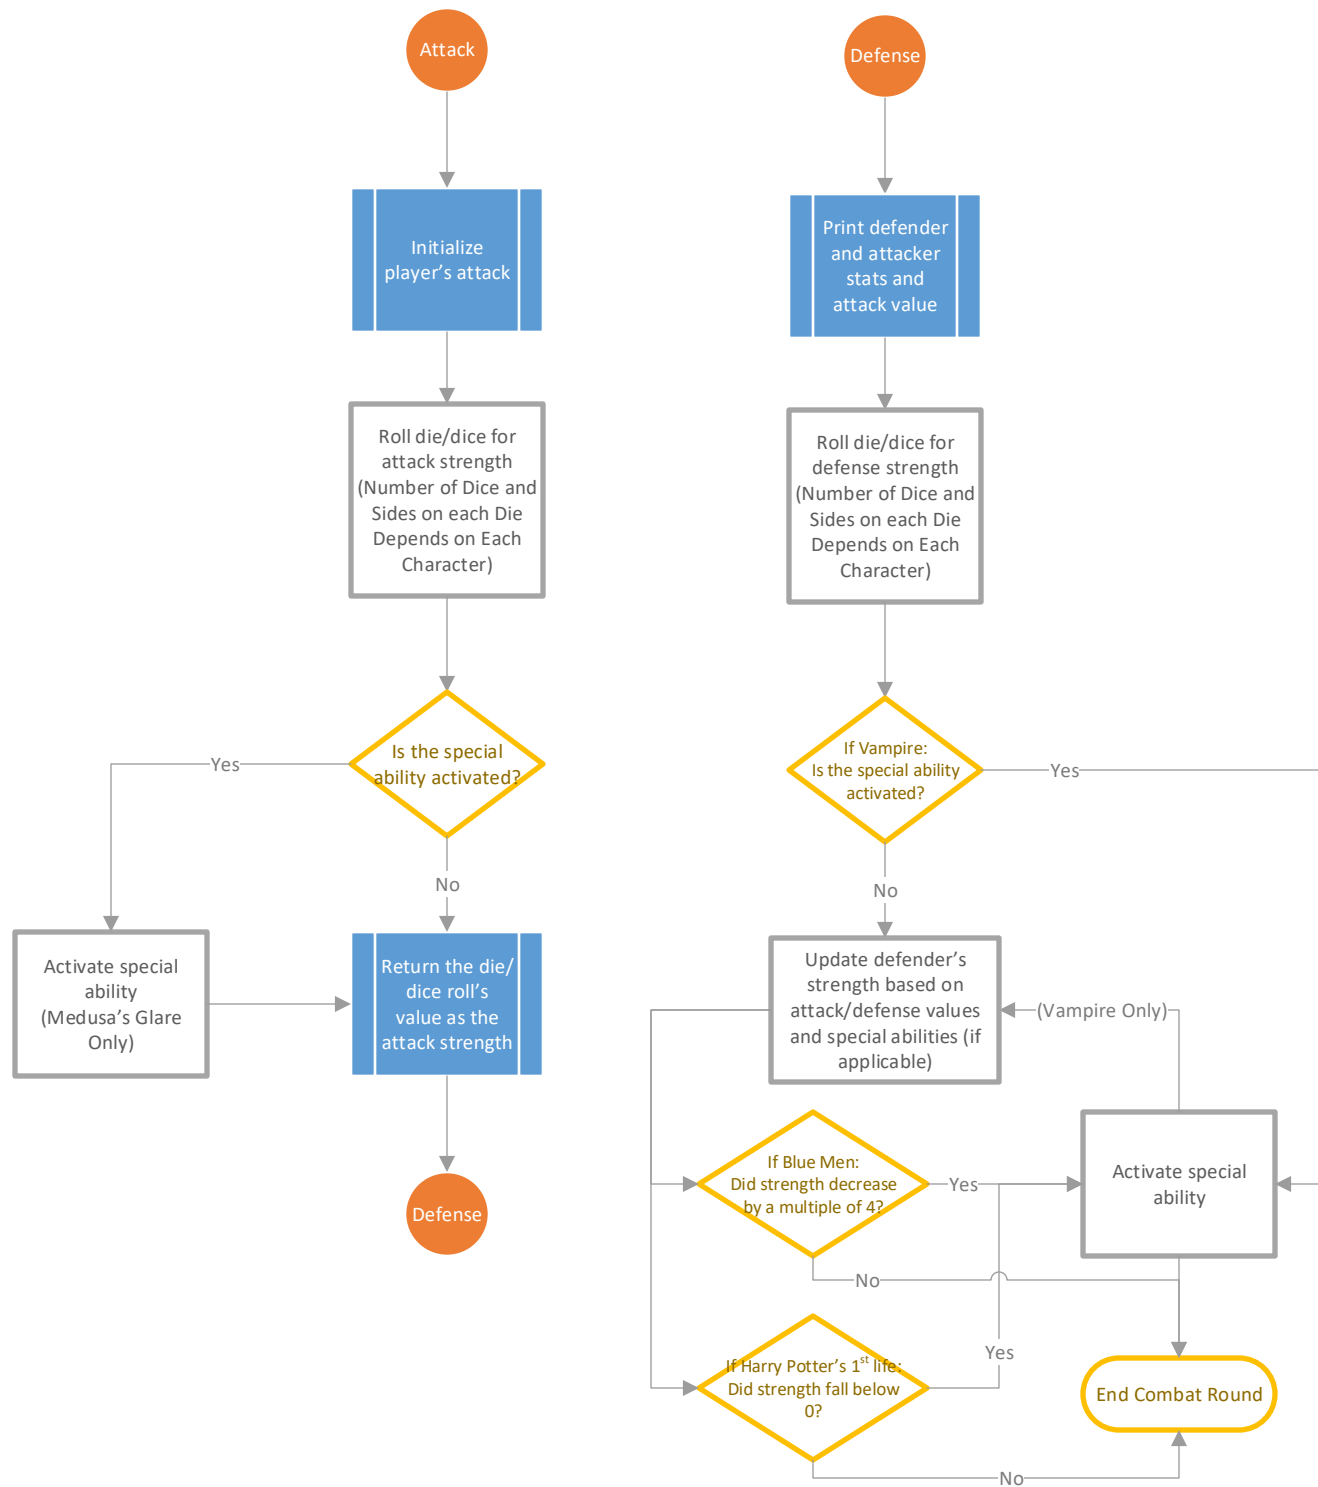 Attack
Initialize
player’s attack
Roll die/dice for
attack strength
(Number of Dice and
Sides on each Die
Depends on Each
Character)
Is the special
ability activated?
Yes
No
Activate special
ability
(Medusa’s Glare
Only)
Return the die/
dice roll’s
value as the
attack strength
Defense
Defense
Print defender
and attacker
stats and
attack value
Roll die/dice for
defense strength
(Number of Dice and
Sides on each Die
Depends on Each
Character)
If Vampire:
Is the special ability
activated?
Yes
No
Update defender’s
strength based on
attack/defense values
and special abilities (if
applicable)
(Vampire Only)
If Blue Men:
Did strength decrease
by a multiple of 4?
Yes
No
Activate special
ability
If Harry Potter’s 1st life:
Did strength fall below
0?
Yes
No
End Combat Round